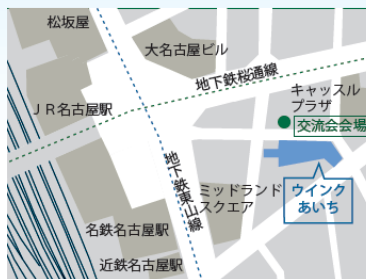 松坂屋
大名古屋ビル
地下鉄桜通線
キャッスル
プラザ
JR名古屋駅
交流会会場
地下鉄東山線
ミッドランド
スクエア
ウインク
あいち
名鉄名古屋駅
近鉄名古屋駅